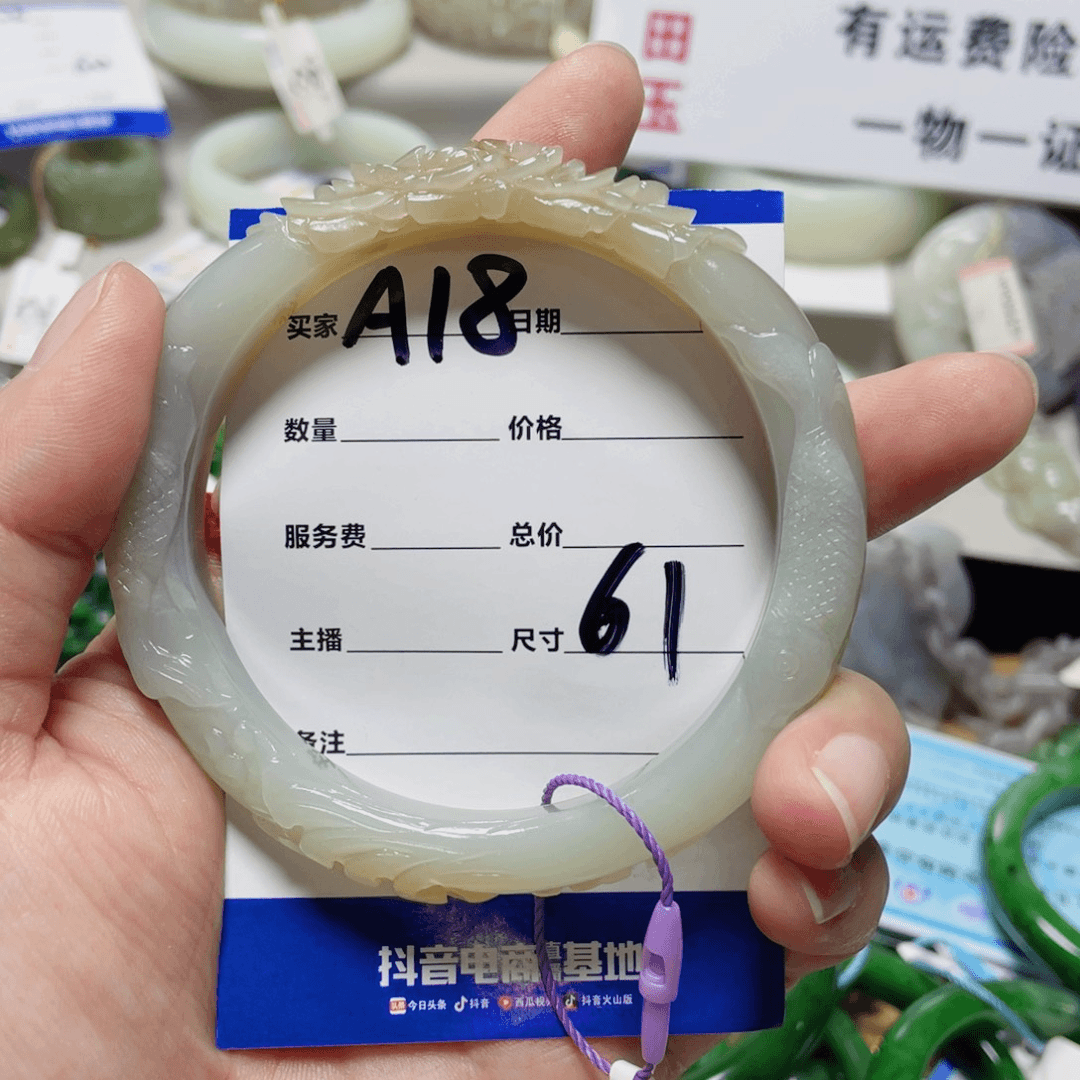 田玉
有运费险
一物一证
买家 A18 日期
数量 价格
服务费 总价
主播 尺寸 61
备注
抖音电商直基地
今日头条 抖音 西瓜视 抖音火山版